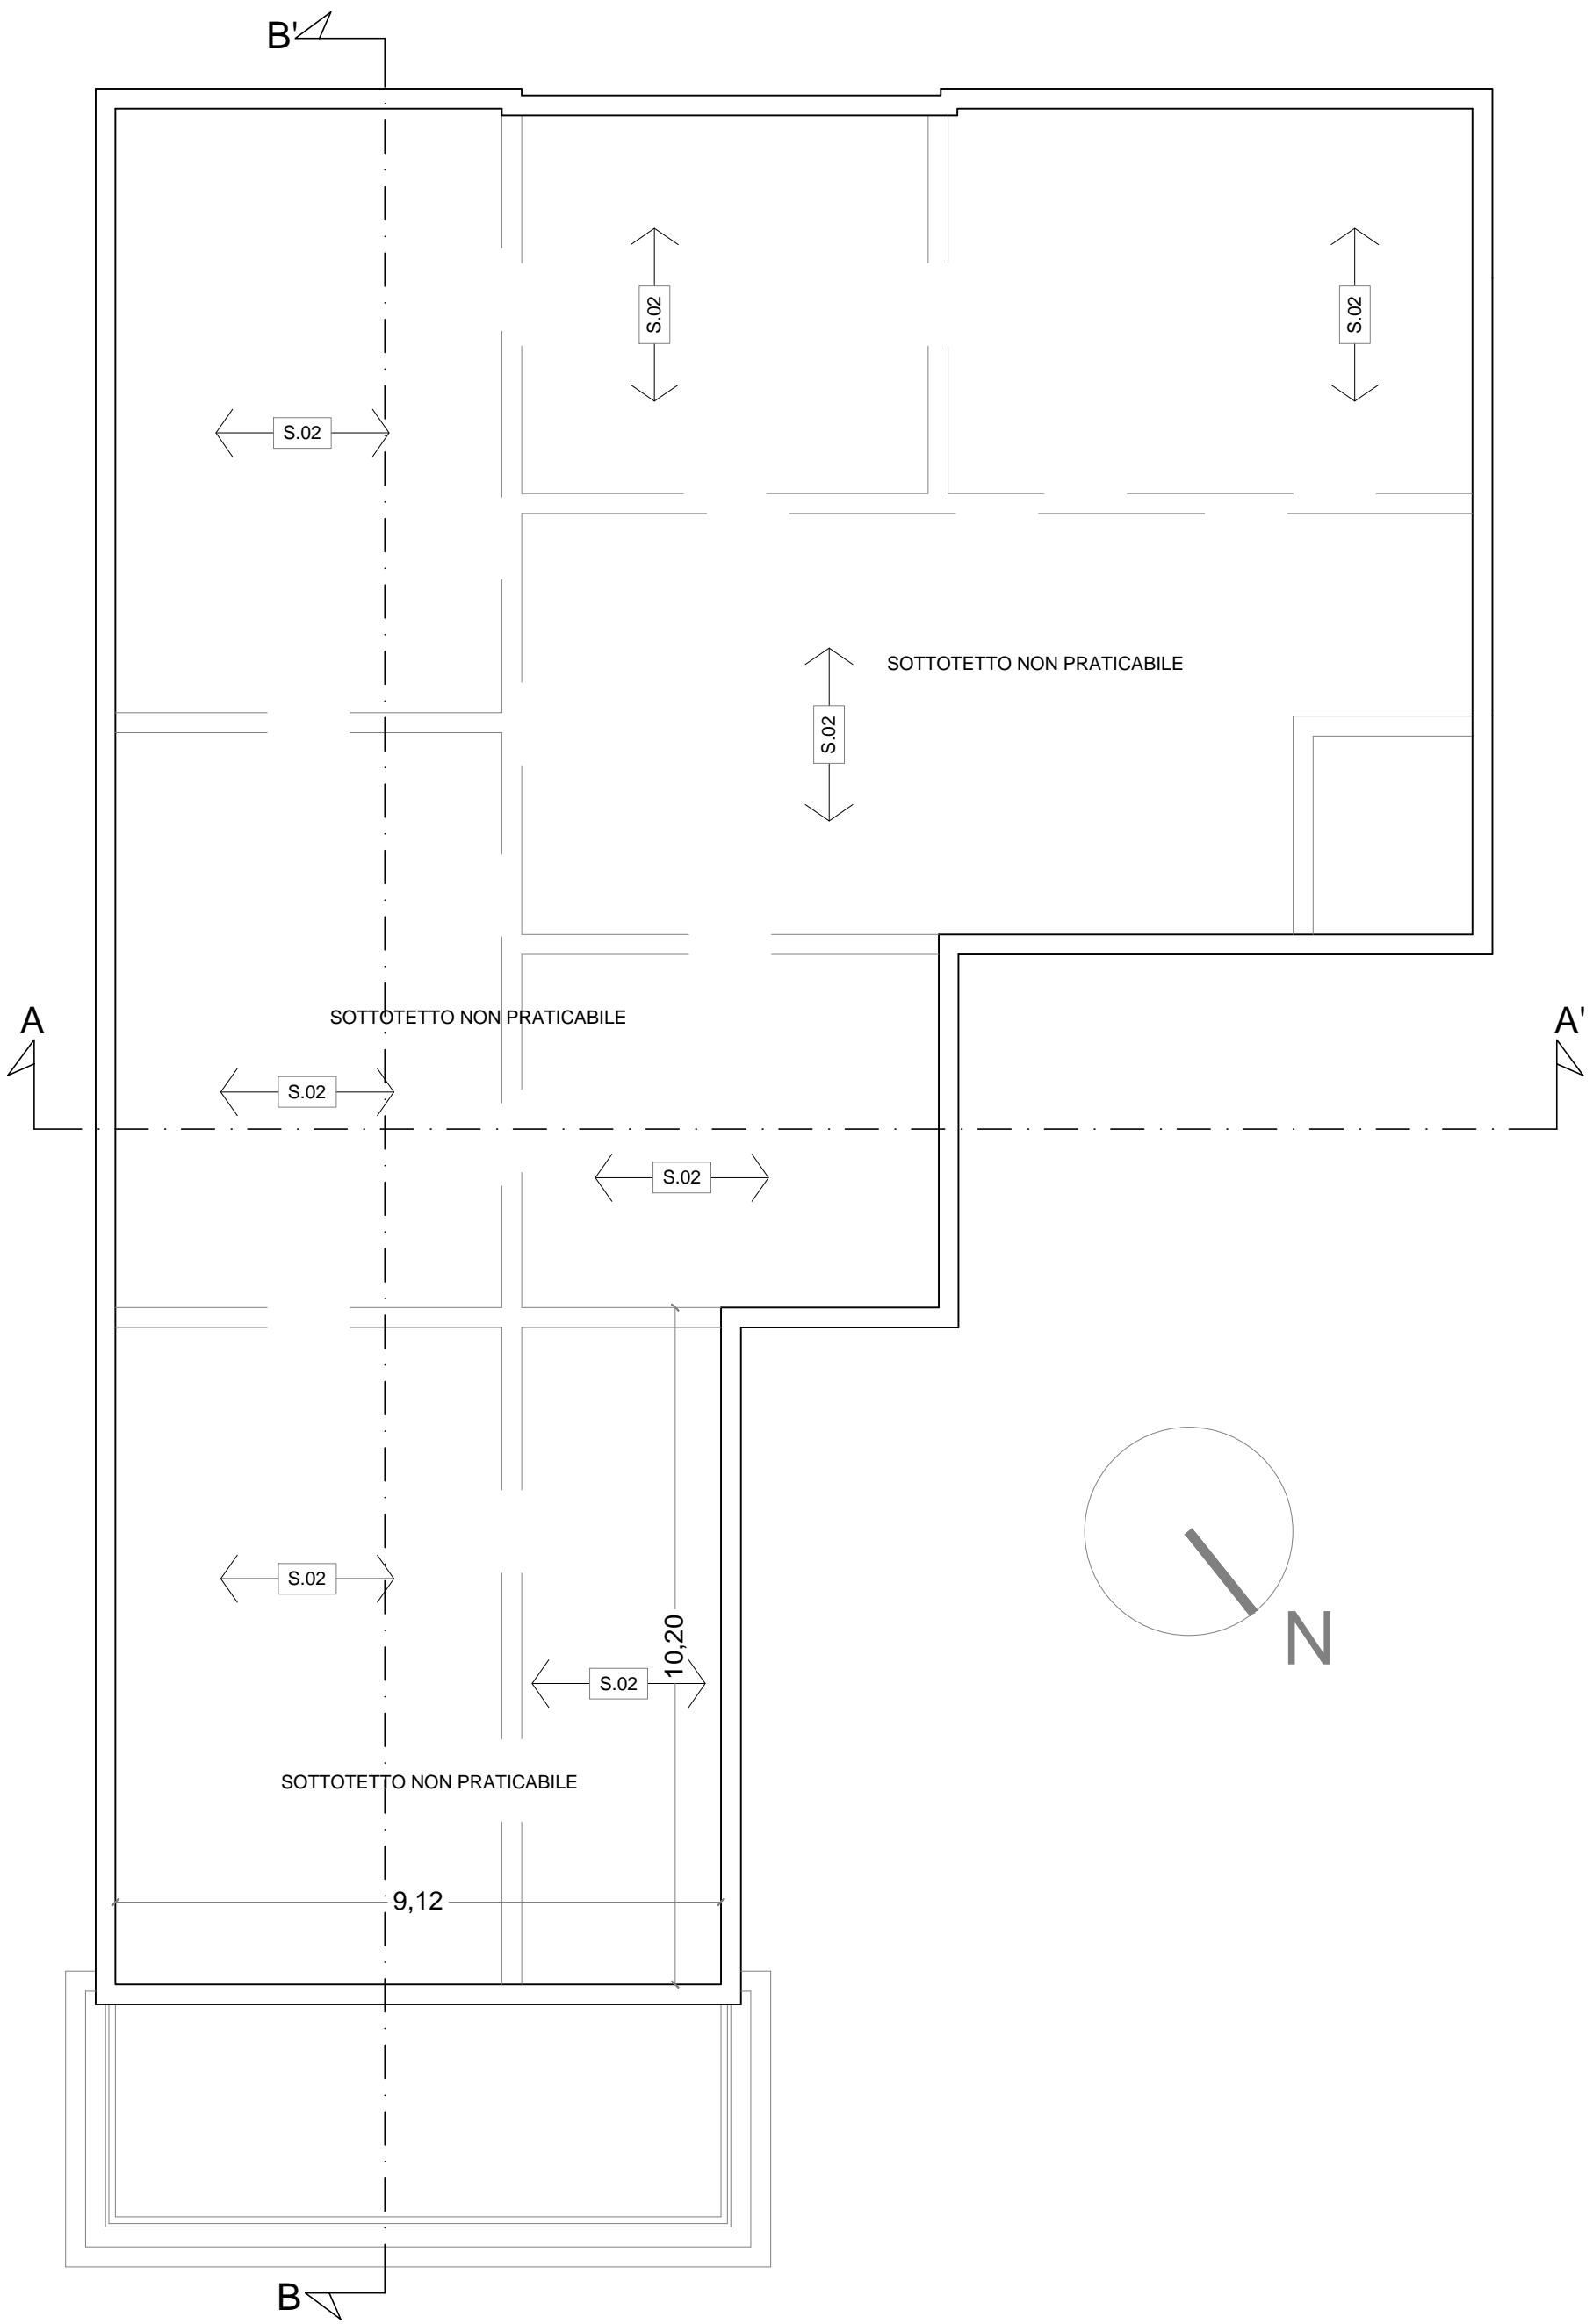 B'
S.02
S.02
S.02
SOTTOTETTO NON PRATICABILE
S.02
A
A'
SOTTOTETTO NON PRATICABILE
S.02
S.02
S.02
N
10,20
S.02
SOTTOTETTO NON PRATICABILE
9,12
B